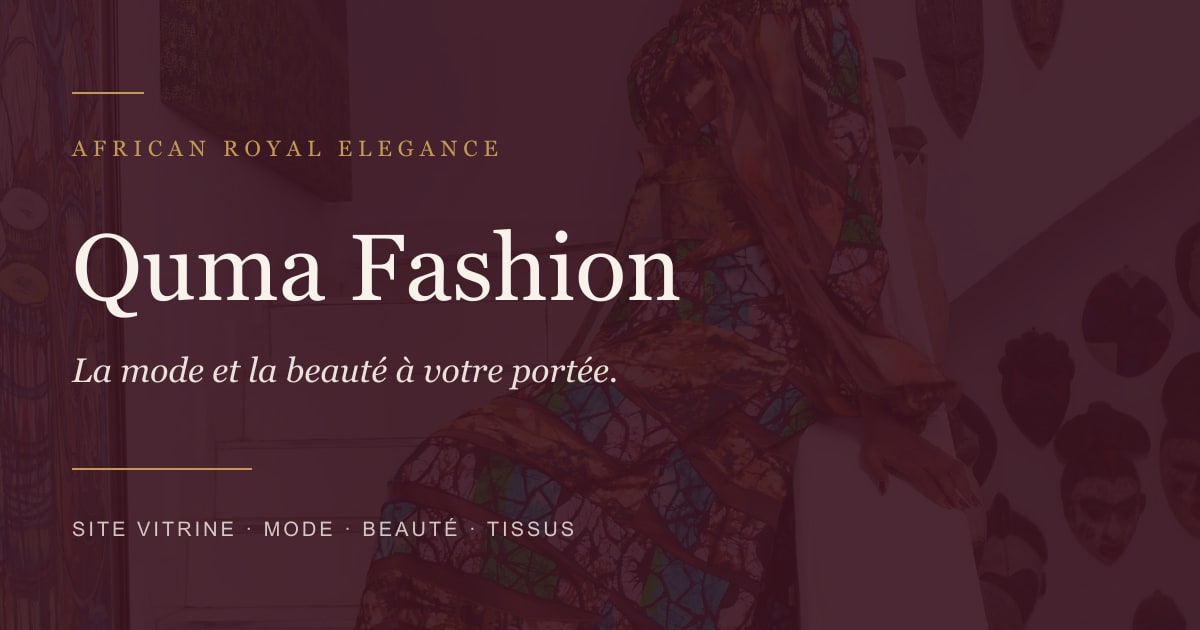 AFRICAN ROYAL ELEGANCE
Quma Fashion
La mode et la beauté à votre portée.
SITE VITRINE · MODE · BEAUTÉ · TISSUS